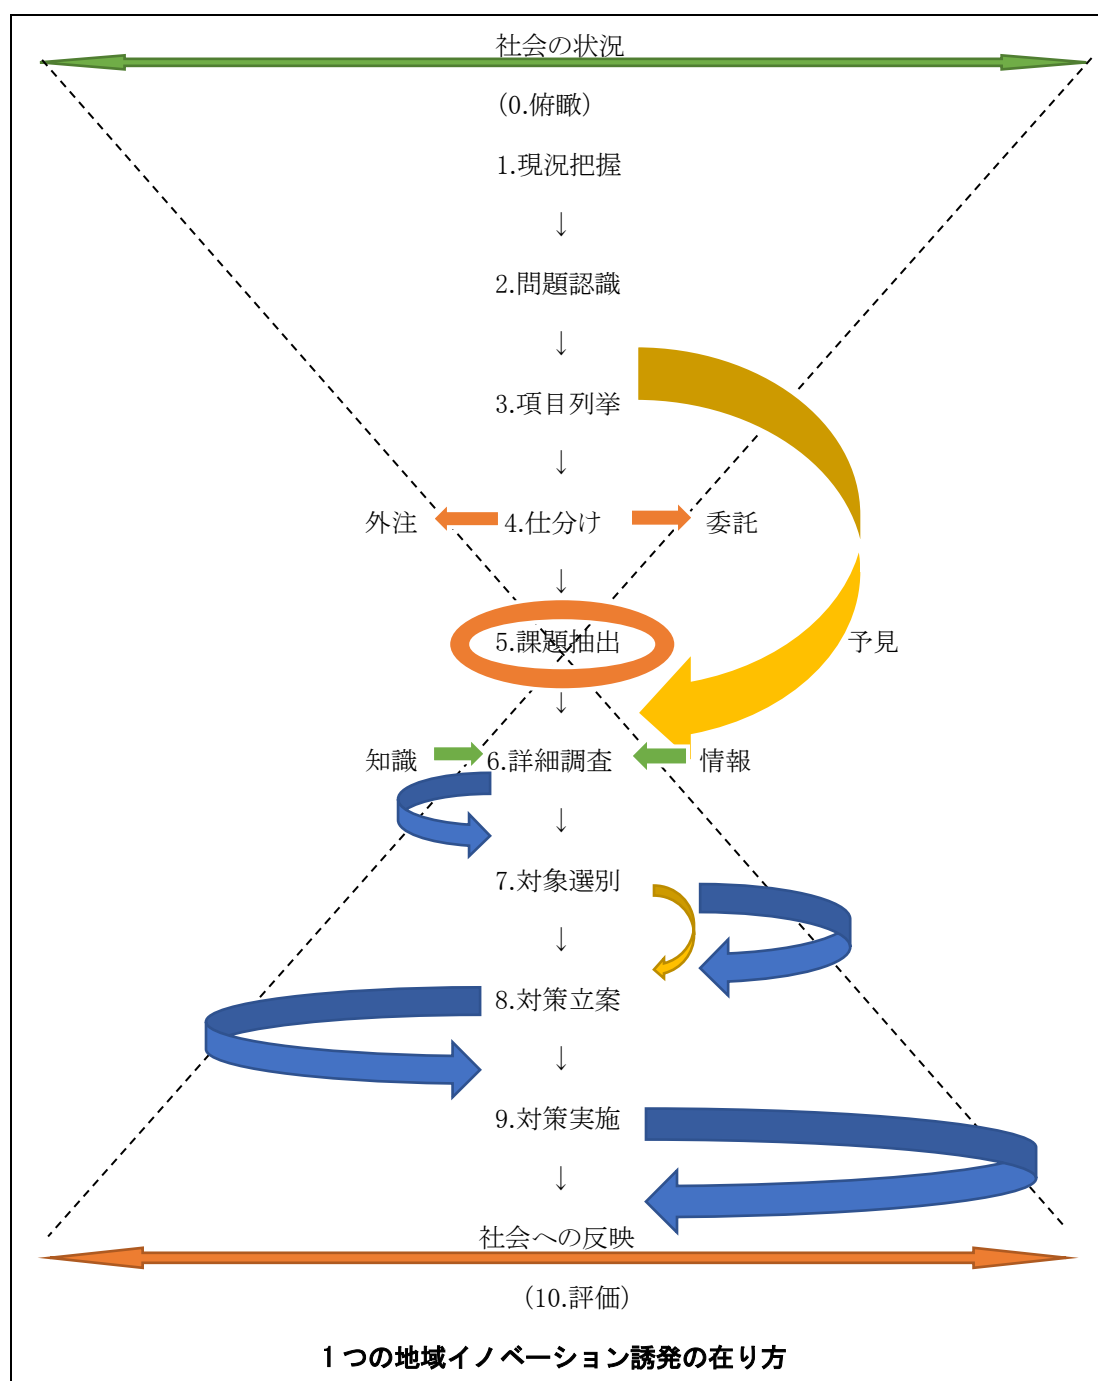 社会の状況
(0.俯瞰)
1.現況把握
↓
2.問題認識
↓
3.項目列挙
↓
外注 4.仕分け 委託
↓
5.課題抽出 予見
↓
知識 6.詳細調査 情報
↓
7.対象選別
↓
8.対策立案
↓
9.対策実施
↓
社会への反映
(10.評価)
1つの地域イノベーション誘発の在り方